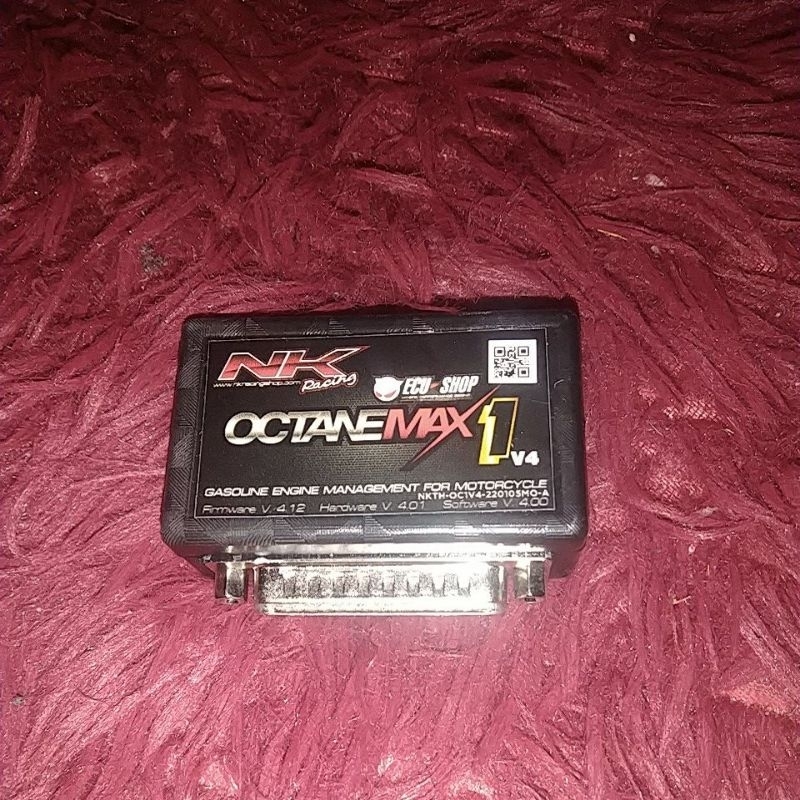 NK
www.nkracingshop.com Racing
ECU SHOP
OCTANEMAX 1 V4
GASOLINE ENGINE MANAGEMENT FOR MOTORCYCLE
NKTH-OC1V4-220105MO-A
Firmware V. 4.12 Hardware V. 4.01 Software V. 4.00